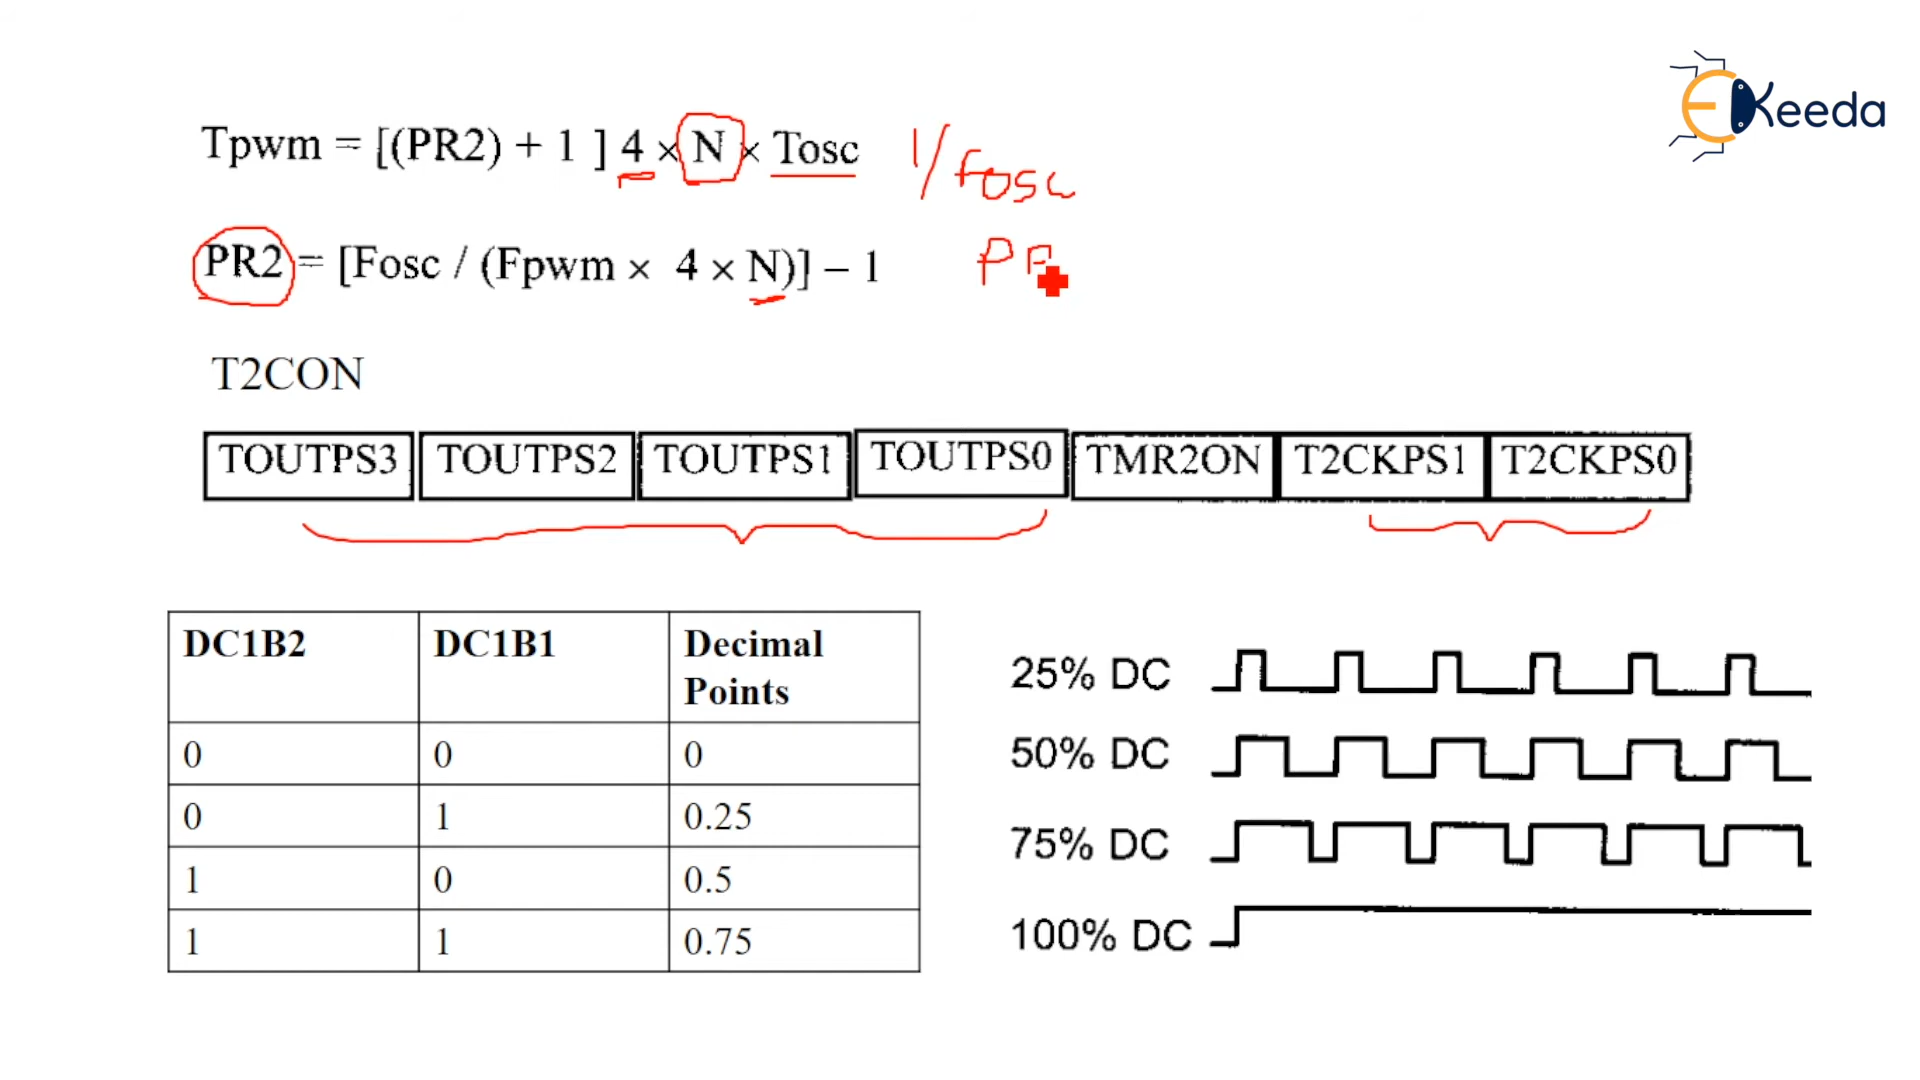 EKeeda
Tpwm = [(PR2) + 1 ] 4 × N × Tosc 1/fosc
PR2 = [Fosc / (Fpwm × 4 × N)] – 1 PR
T2CON
TOUTPS3 TOUTPS2 TOUTPS1 TOUTPS0 TMR2ON T2CKPS1 T2CKPS0
DC1B2 DC1B1 Decimal Points
0 0 0
0 1 0.25
1 0 0.5
1 1 0.75
25% DC
50% DC
75% DC
100% DC